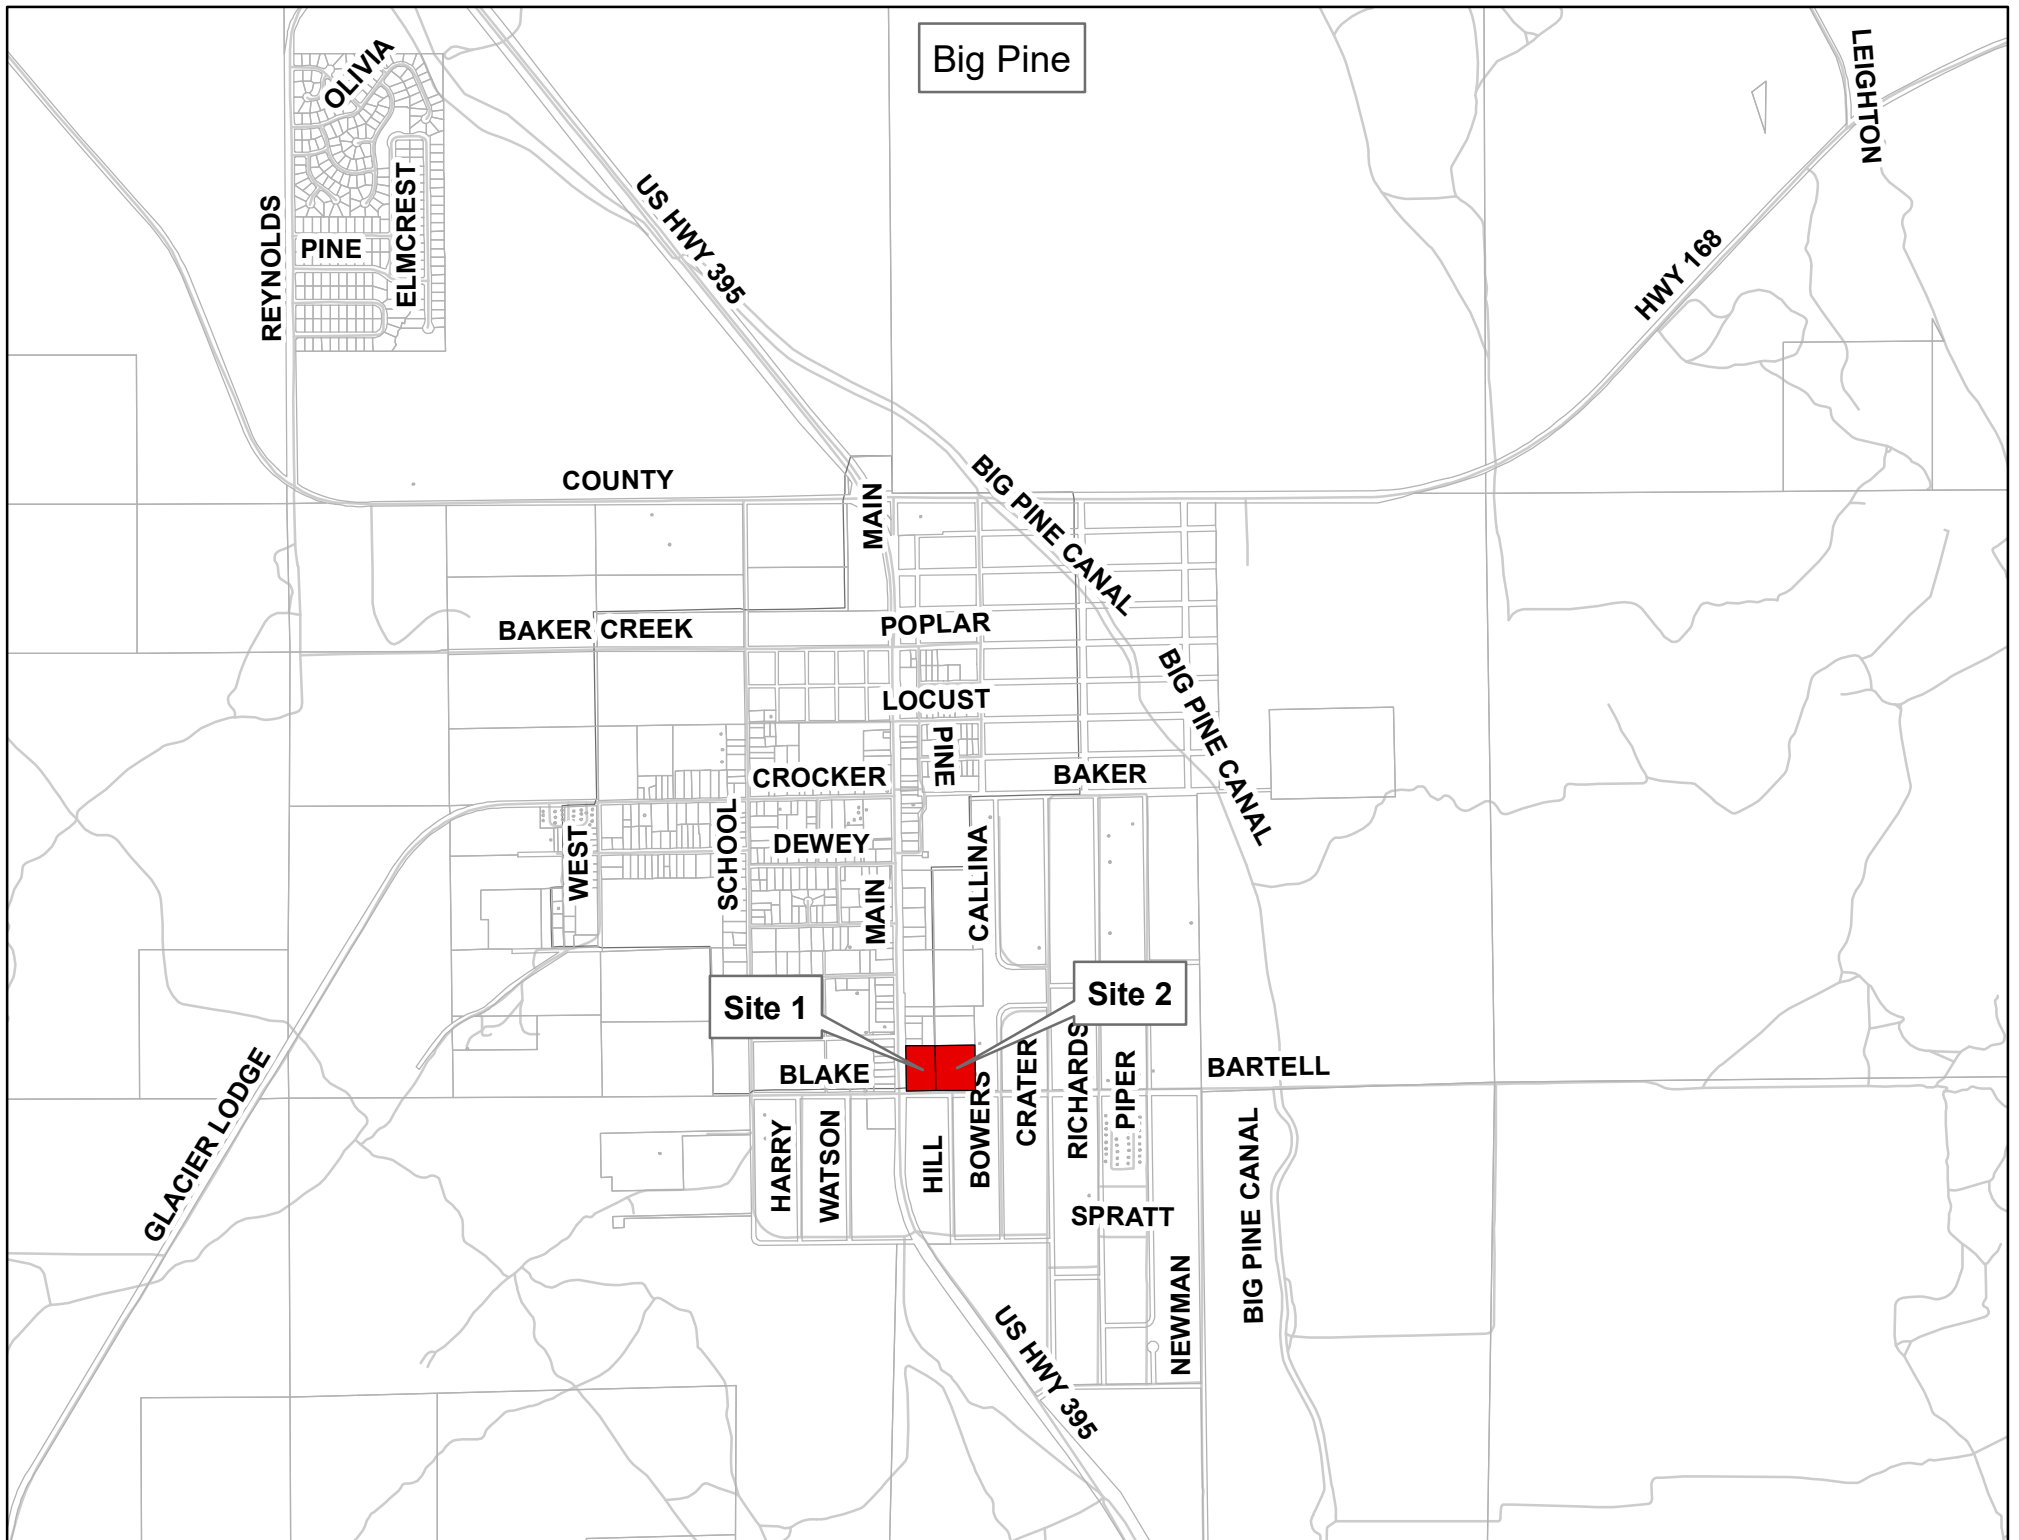 Big Pine
OLIVIA
LEIGHTON
ELMCREST
REYNOLDS
PINE
US HWY 395
HWY 168
COUNTY
MAIN
BIG PINE CANAL
BAKER CREEK
POPLAR
LOCUST
BIG PINE CANAL
PINE
CROCKER
BAKER
WEST
SCHOOL
DEWEY
CALLINA
MAIN
Site 1
Site 2
BLAKE
BOWERS
CRATER
RICHARDS
PIPER
BARTELL
GLACIER LODGE
HARRY
WATSON
HILL
BIG PINE CANAL
SPRATT
NEWMAN
US HWY 395